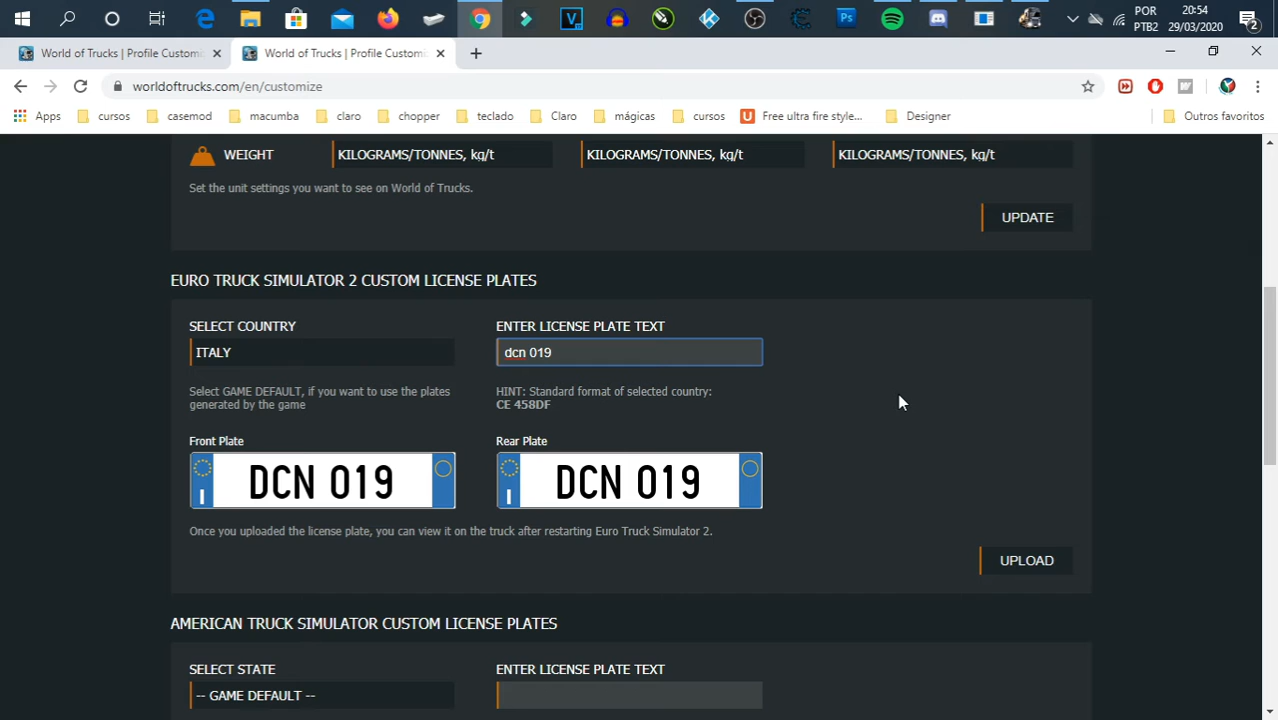 20:54
POR
PTB2
29/03/2020
2
World of Trucks | Profile Customi
World of Trucks | Profile Customi
worldoftrucks.com/en/customize
Apps
cursos
casemod
macumba
claro
chopper
teclado
Claro
mágicas
cursos
Free ultra fire style...
Designer
Outros favoritos
WEIGHT
KILOGRAMS/TONNES, kg/t
KILOGRAMS/TONNES, kg/t
KILOGRAMS/TONNES, kg/t
Set the unit settings you want to see on World of Trucks.
UPDATE
EURO TRUCK SIMULATOR 2 CUSTOM LICENSE PLATES
SELECT COUNTRY
ENTER LICENSE PLATE TEXT
ITALY
dcn 019
Select GAME DEFAULT, if you want to use the plates
generated by the game
HINT: Standard format of selected country:
CE 458DF
Front Plate
Rear Plate
I DCN 019
I DCN 019
Once you uploaded the license plate, you can view it on the truck after restarting Euro Truck Simulator 2.
UPLOAD
AMERICAN TRUCK SIMULATOR CUSTOM LICENSE PLATES
SELECT STATE
ENTER LICENSE PLATE TEXT
-- GAME DEFAULT --